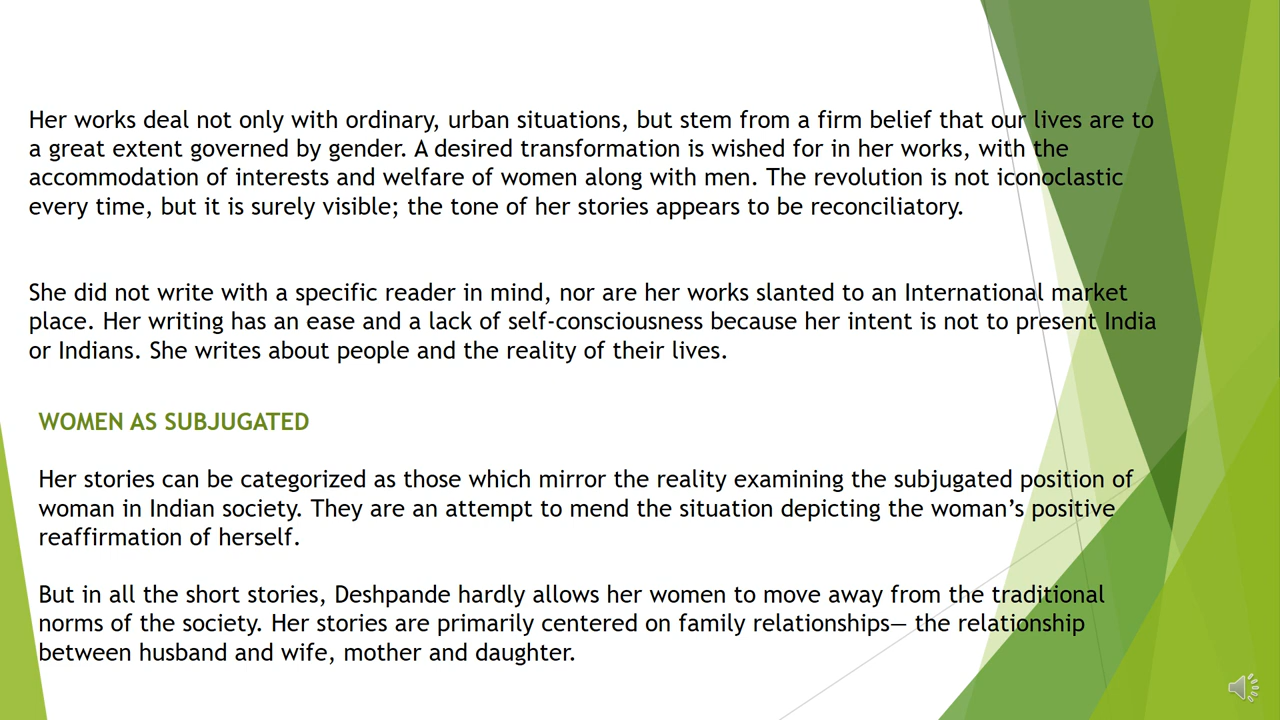 Her works deal not only with ordinary, urban situations, but stem from a firm belief that our lives are to
a great extent governed by gender. A desired transformation is wished for in her works, with the
accommodation of interests and welfare of women along with men. The revolution is not iconoclastic
every time, but it is surely visible; the tone of her stories appears to be reconciliatory.
She did not write with a specific reader in mind, nor are her works slanted to an International market
place. Her writing has an ease and a lack of self-consciousness because her intent is not to present India
or Indians. She writes about people and the reality of their lives.
WOMEN AS SUBJUGATED
Her stories can be categorized as those which mirror the reality examining the subjugated position of
woman in Indian society. They are an attempt to mend the situation depicting the woman’s positive
reaffirmation of herself.
But in all the short stories, Deshpande hardly allows her women to move away from the traditional
norms of the society. Her stories are primarily centered on family relationships— the relationship
between husband and wife, mother and daughter.